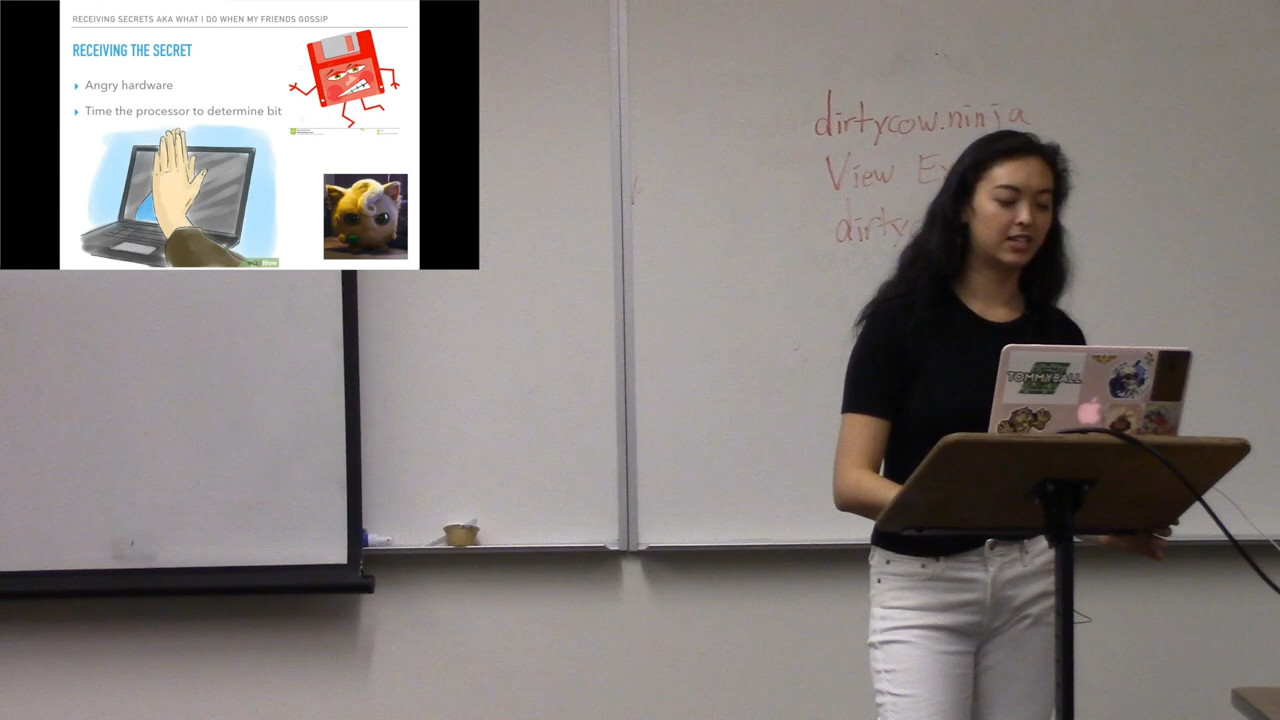 RECEIVING SECRETS AKA WHAT I DO WHEN MY FRIENDS GOSSIP
RECEIVING THE SECRET
Angry hardware
Time the processor to determine bit
dirtycow.ninja
View
dirty
TOMMYBALL